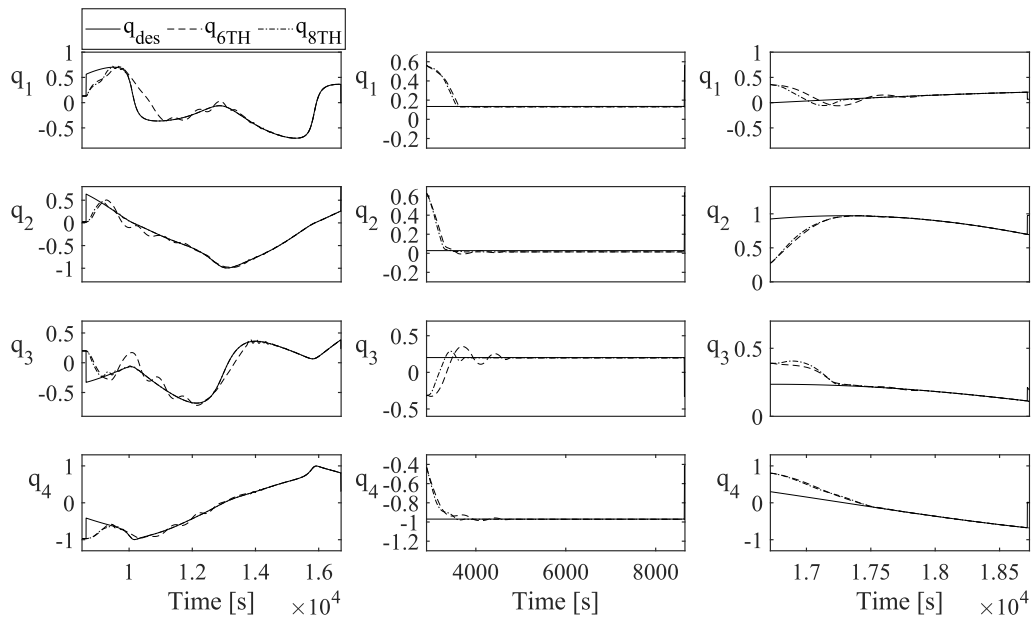 q_des q_6TH q_8TH
q_1 1 0.5 0 -0.5
q_1 0.6 0.4 0.2 0 -0.2
q_1 1 0.5 0 -0.5
q_2 0.5 0 -0.5 -1
q_2 0.6 0.4 0.2 0 -0.2
q_2 1 0.5 0
q_3 0.5 0 -0.5
q_3 0.5 0 -0.5
q_3 0.5 0
q_4 1 0 -1
q_4 -0.4 -0.6 -0.8 -1 -1.2
q_4 1 0 -1
1 1.2 1.4 1.6
4000 6000 8000
1.7 1.75 1.8 1.85
Time [s] ×10^4
Time [s]
Time [s] ×10^4